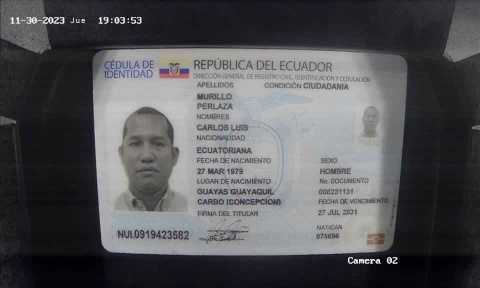 11-30-2023 Jue 19:03:53
CÉDULA DE IDENTIDAD
REPÚBLICA DEL ECUADOR
DIRECCIÓN GENERAL DE REGISTRO CIVIL, IDENTIFICACIÓN Y CEDULACIÓN
APELLIDOS CONDICIÓN CIUDADANÍA
MURILLO
PERLAZA
NOMBRES
CARLOS LUIS
NACIONALIDAD
ECUATORIANA
FECHA DE NACIMIENTO SEXO
27 MAR 1979 HOMBRE
LUGAR DE NACIMIENTO No. DOCUMENTO
GUAYAS GUAYAQUIL 008231131
CARBO (CONCEPCION) FECHA DE VENCIMIENTO
FIRMA DEL TITULAR 27 JUL 2031
NAT/CAN
NUI.0919423582 075696
Camera 02